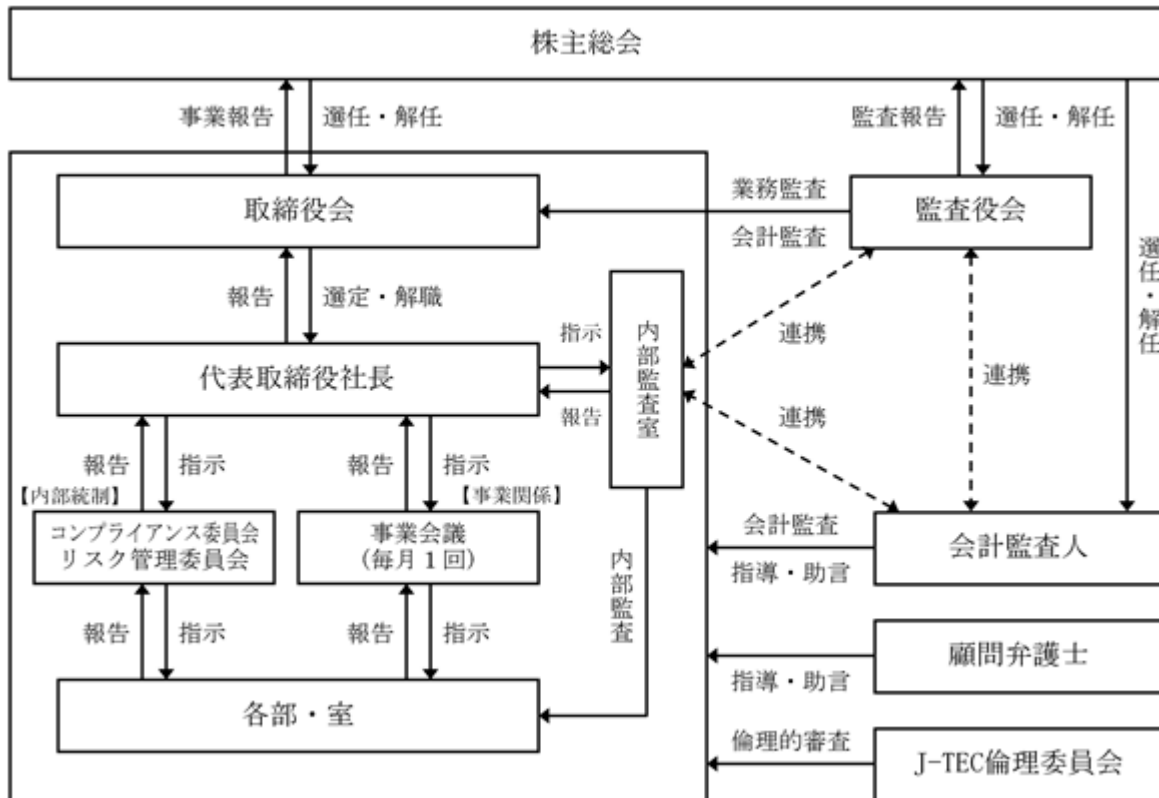 株主総会
事業報告
選任・解任
監査報告
選任・解任
取締役会
業務監査
会計監査
監査役会
選任・解任
報告
選定・解職
内部監査室
指示
報告
連携
連携
連携
代表取締役社長
報告
指示
報告
指示
【内部統制】
【事業関係】
コンプライアンス委員会
リスク管理委員会
事業会議
(毎月1回)
内部監査
会計監査
指導・助言
会計監査人
報告
指示
報告
指示
各部・室
指導・助言
顧問弁護士
倫理的審査
J-TEC倫理委員会